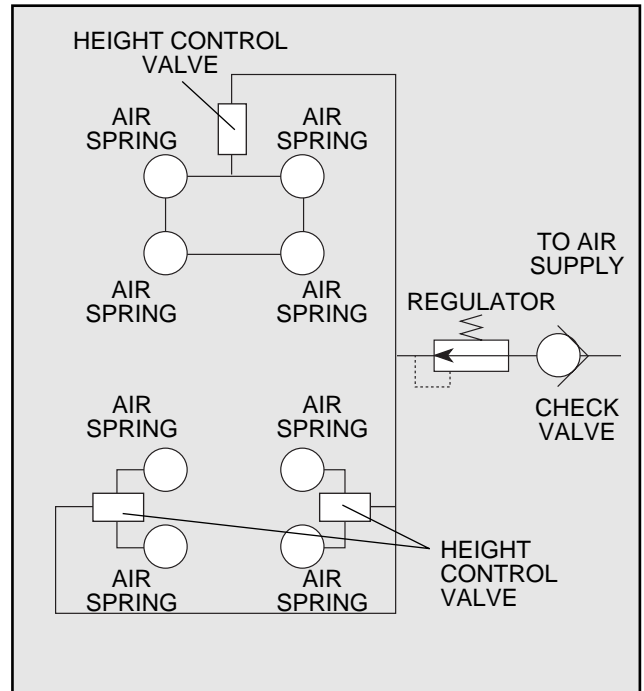 HEIGHT CONTROL
VALVE
AIR
SPRING
AIR
SPRING
AIR
SPRING
AIR
SPRING
TO AIR
SUPPLY
REGULATOR
CHECK
VALVE
AIR
SPRING
AIR
SPRING
AIR
SPRING
AIR
SPRING
HEIGHT
CONTROL
VALVE